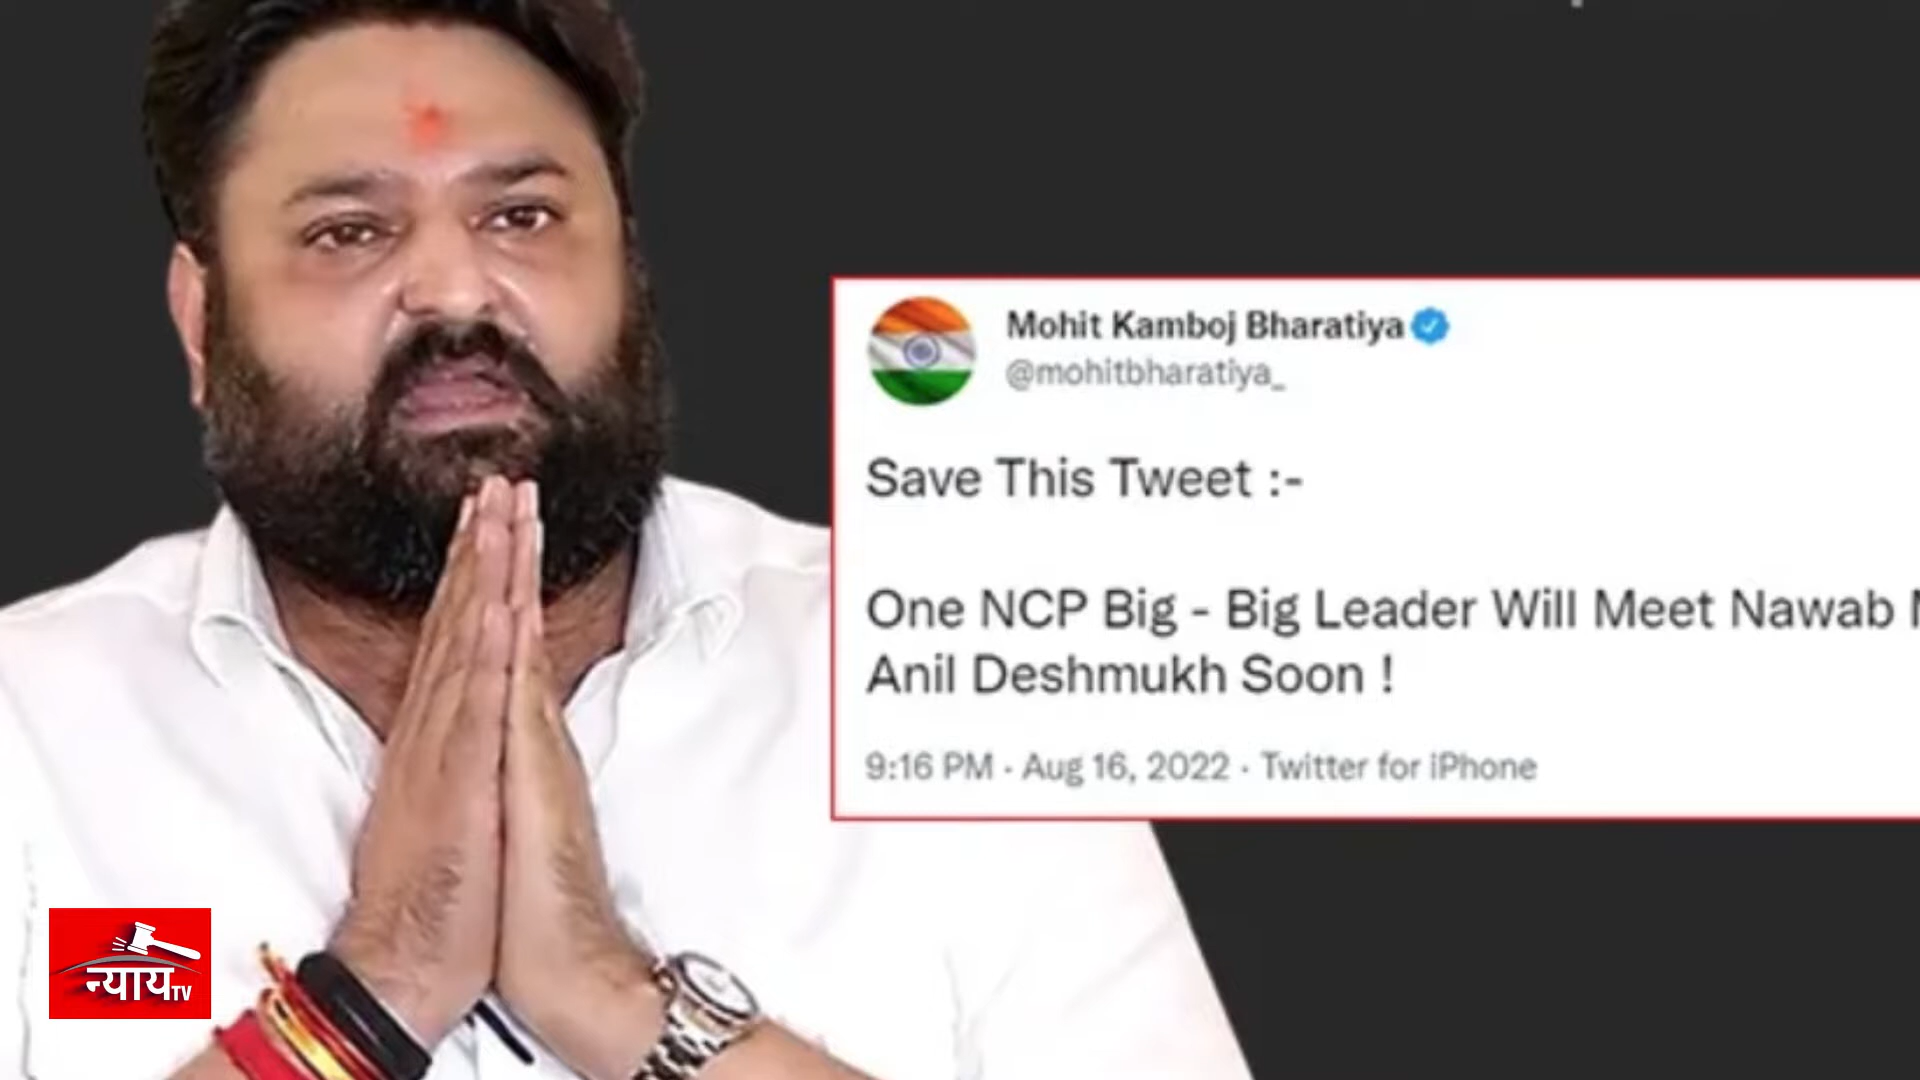 Mohit Kamboj Bharatiya
@mohitbharatiya_
Save This Tweet :-
One NCP Big - Big Leader Will Meet Nawab
Anil Deshmukh Soon !
9:16 PM · Aug 16, 2022 · Twitter for iPhone
न्याय TV